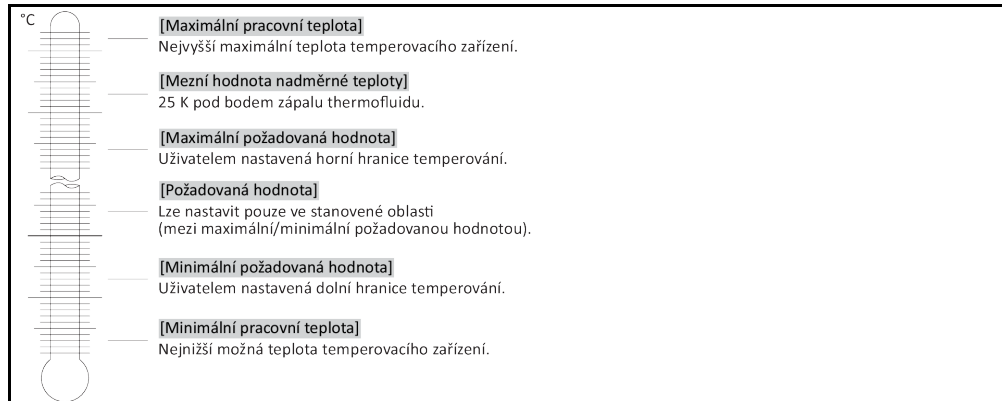 °C
[Maximální pracovní teplota]
Nejvyšší maximální teplota temperovacího zařízení.
[Mezní hodnota nadměrné teploty]
25 K pod bodem zápalu thermofluidu.
[Maximální požadovaná hodnota]
Uživatelem nastavená horní hranice temperování.
[Požadovaná hodnota]
Lze nastavit pouze ve stanovené oblasti
(mezi maximální/minimální požadovanou hodnotou).
[Minimální požadovaná hodnota]
Uživatelem nastavená dolní hranice temperování.
[Minimální pracovní teplota]
Nejnižší možná teplota temperovacího zařízení.